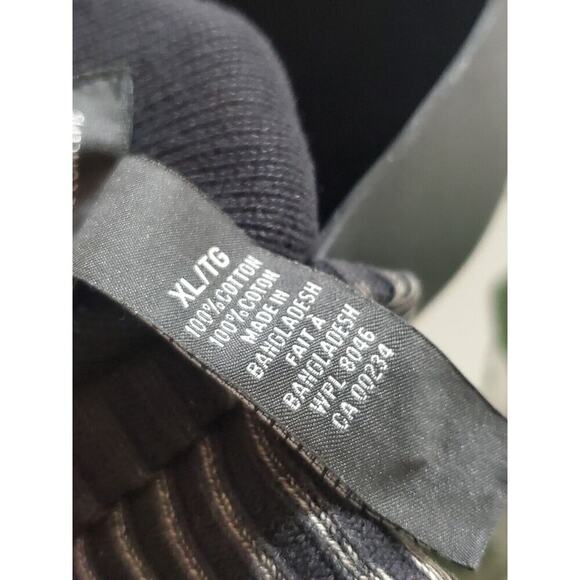 XL/TG
100% COTTON
100% COTON
MADE IN
BANGLADESH
FAIT A
BANGLADESH
WPL 8046
CA 00234